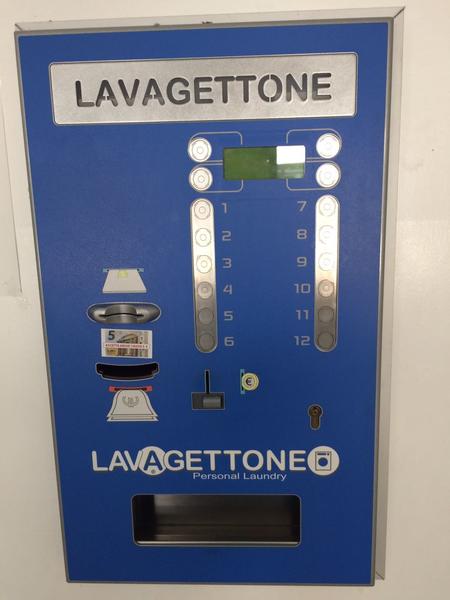 LAVAGETTONE
1 7
2 8
3 9
4 10
5 11
6 12
5
€
LAVAGETTONE
Personal Laundry